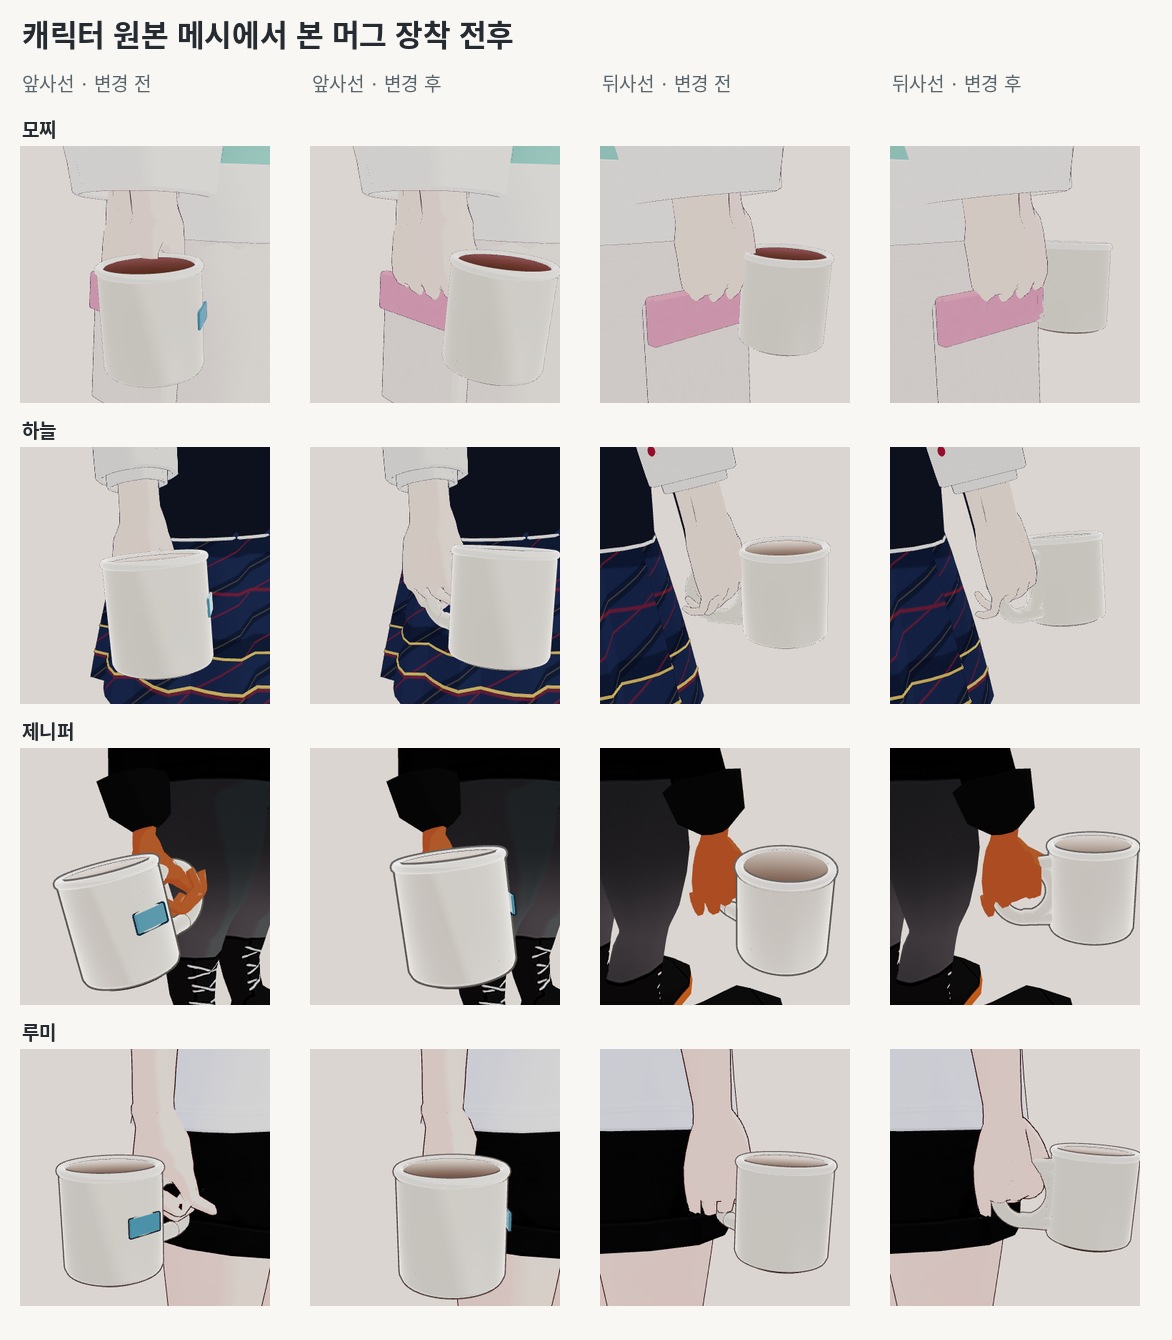 캐릭터 원본 메시에서 본 머그 장착 전후
앞사선 · 변경 전
앞사선 · 변경 후
뒤사선 · 변경 전
뒤사선 · 변경 후
모찌
하늘
제니퍼
루미